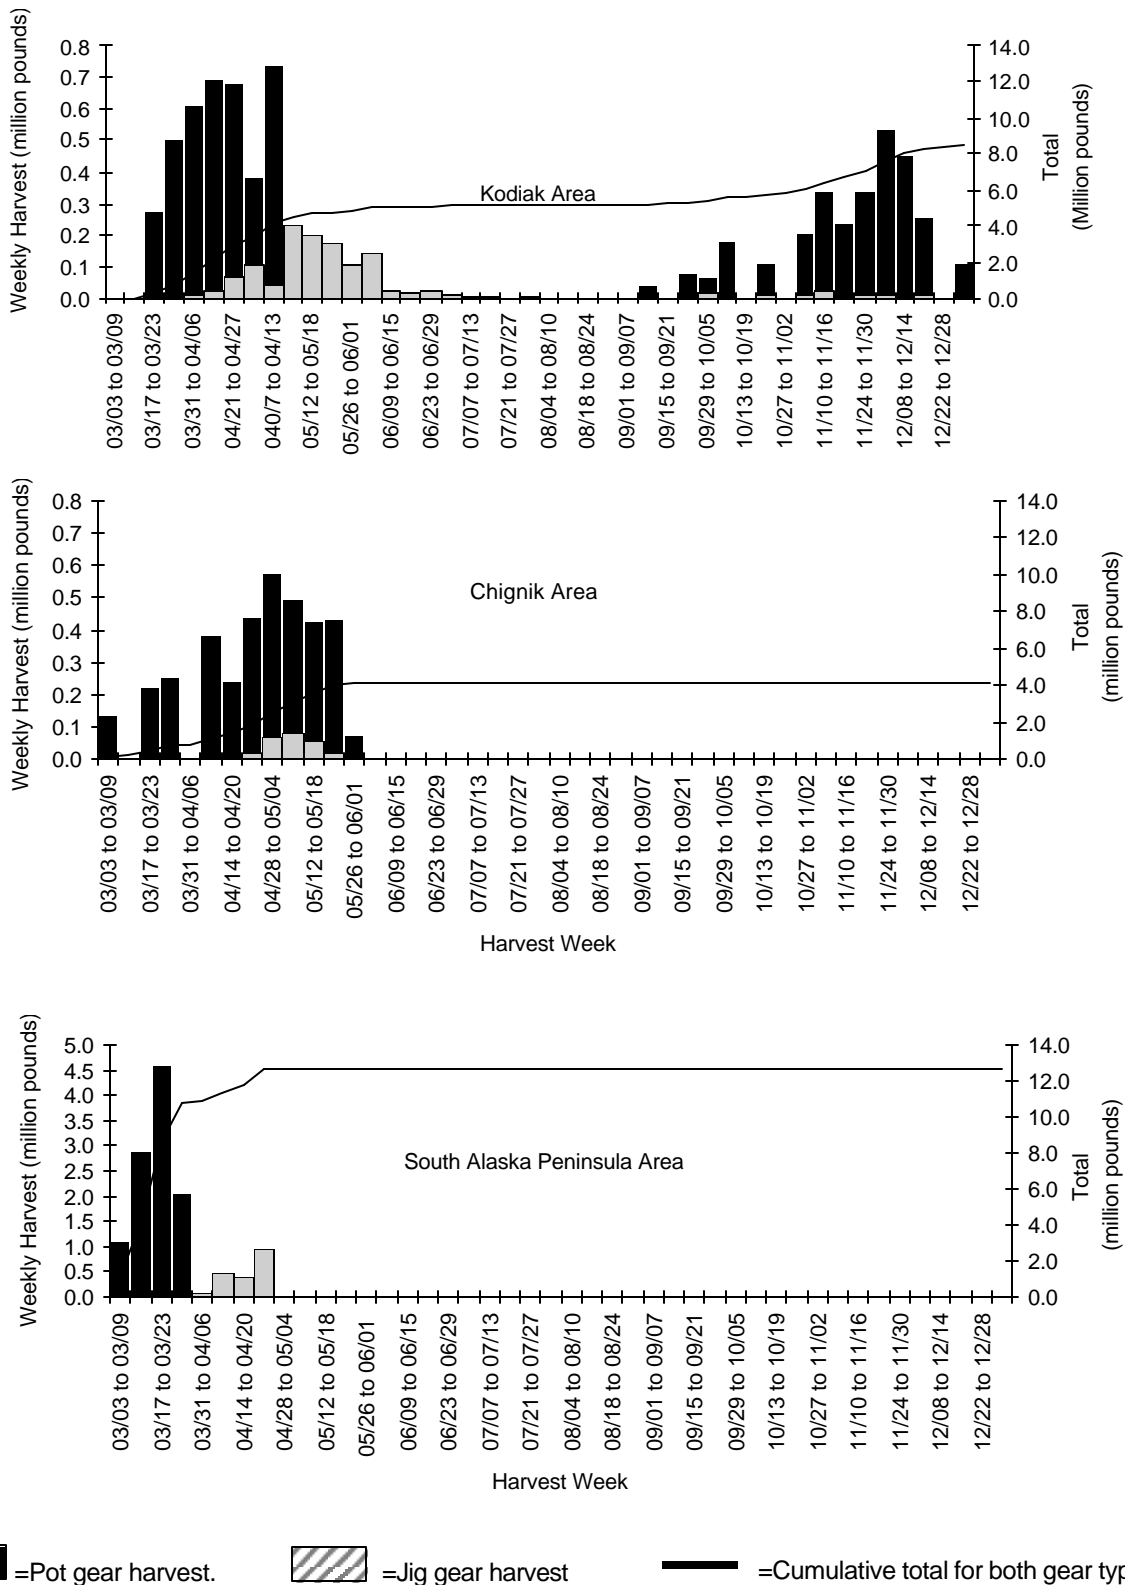 Weekly Harvest (million pounds)
0.8
0.7
0.6
0.5
0.4
0.3
0.2
0.1
0.0
Kodiak Area
14.0
12.0
10.0
8.0
6.0
4.0
2.0
0.0
Total
(Million pounds)
03/03 to 03/09
03/17 to 03/23
03/31 to 04/06
04/21 to 04/27
040/7 to 04/13
05/12 to 05/18
05/26 to 06/01
06/09 to 06/15
06/23 to 06/29
07/07 to 07/13
07/21 to 07/27
08/04 to 08/10
08/18 to 08/24
09/01 to 09/07
09/15 to 09/21
09/29 to 10/05
10/13 to 10/19
10/27 to 11/02
11/10 to 11/16
11/24 to 11/30
12/08 to 12/14
12/22 to 12/28
Weekly Harvest (million pounds)
0.8
0.7
0.6
0.5
0.4
0.3
0.2
0.1
0.0
Chignik Area
14.0
12.0
10.0
8.0
6.0
4.0
2.0
0.0
Total
(million pounds)
03/03 to 03/09
03/17 to 03/23
03/31 to 04/06
04/14 to 04/20
04/28 to 05/04
05/12 to 05/18
05/26 to 06/01
06/09 to 06/15
06/23 to 06/29
07/07 to 07/13
07/21 to 07/27
08/04 to 08/10
08/18 to 08/24
09/01 to 09/07
09/15 to 09/21
09/29 to 10/05
10/13 to 10/19
10/27 to 11/02
11/10 to 11/16
11/24 to 11/30
12/08 to 12/14
12/22 to 12/28
Harvest Week
Weekly Harvest (million pounds)
5.0
4.5
4.0
3.5
3.0
2.5
2.0
1.5
1.0
0.5
0.0
South Alaska Peninsula Area
14.0
12.0
10.0
8.0
6.0
4.0
2.0
0.0
Total
(million pounds)
03/03 to 03/09
03/17 to 03/23
03/31 to 04/06
04/14 to 04/20
04/28 to 05/04
05/12 to 05/18
05/26 to 06/01
06/09 to 06/15
06/23 to 06/29
07/07 to 07/13
07/21 to 07/27
08/04 to 08/10
08/18 to 08/24
09/01 to 09/07
09/15 to 09/21
09/29 to 10/05
10/13 to 10/19
10/27 to 11/02
11/10 to 11/16
11/24 to 11/30
12/08 to 12/14
12/22 to 12/28
Harvest Week
=Pot gear harvest.
=Jig gear harvest
=Cumulative total for both gear typ